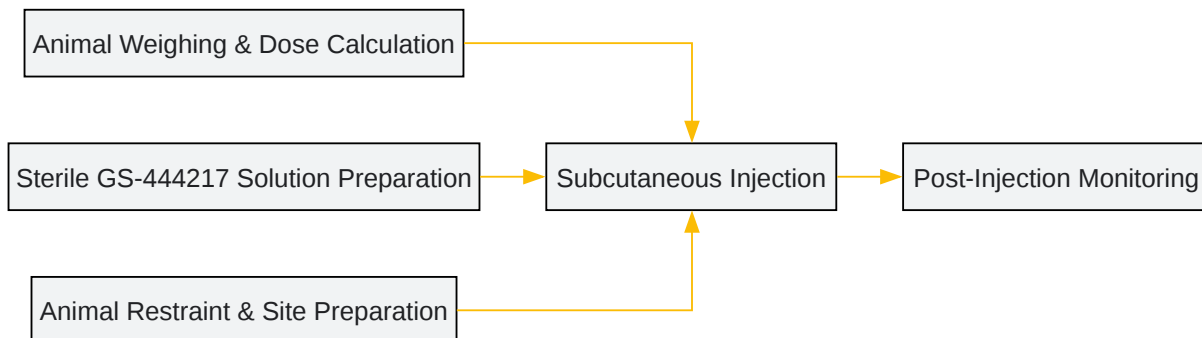 Animal Weighing & Dose Calculation
Sterile GS-444217 Solution Preparation
Subcutaneous Injection
Post-Injection Monitoring
Animal Restraint & Site Preparation